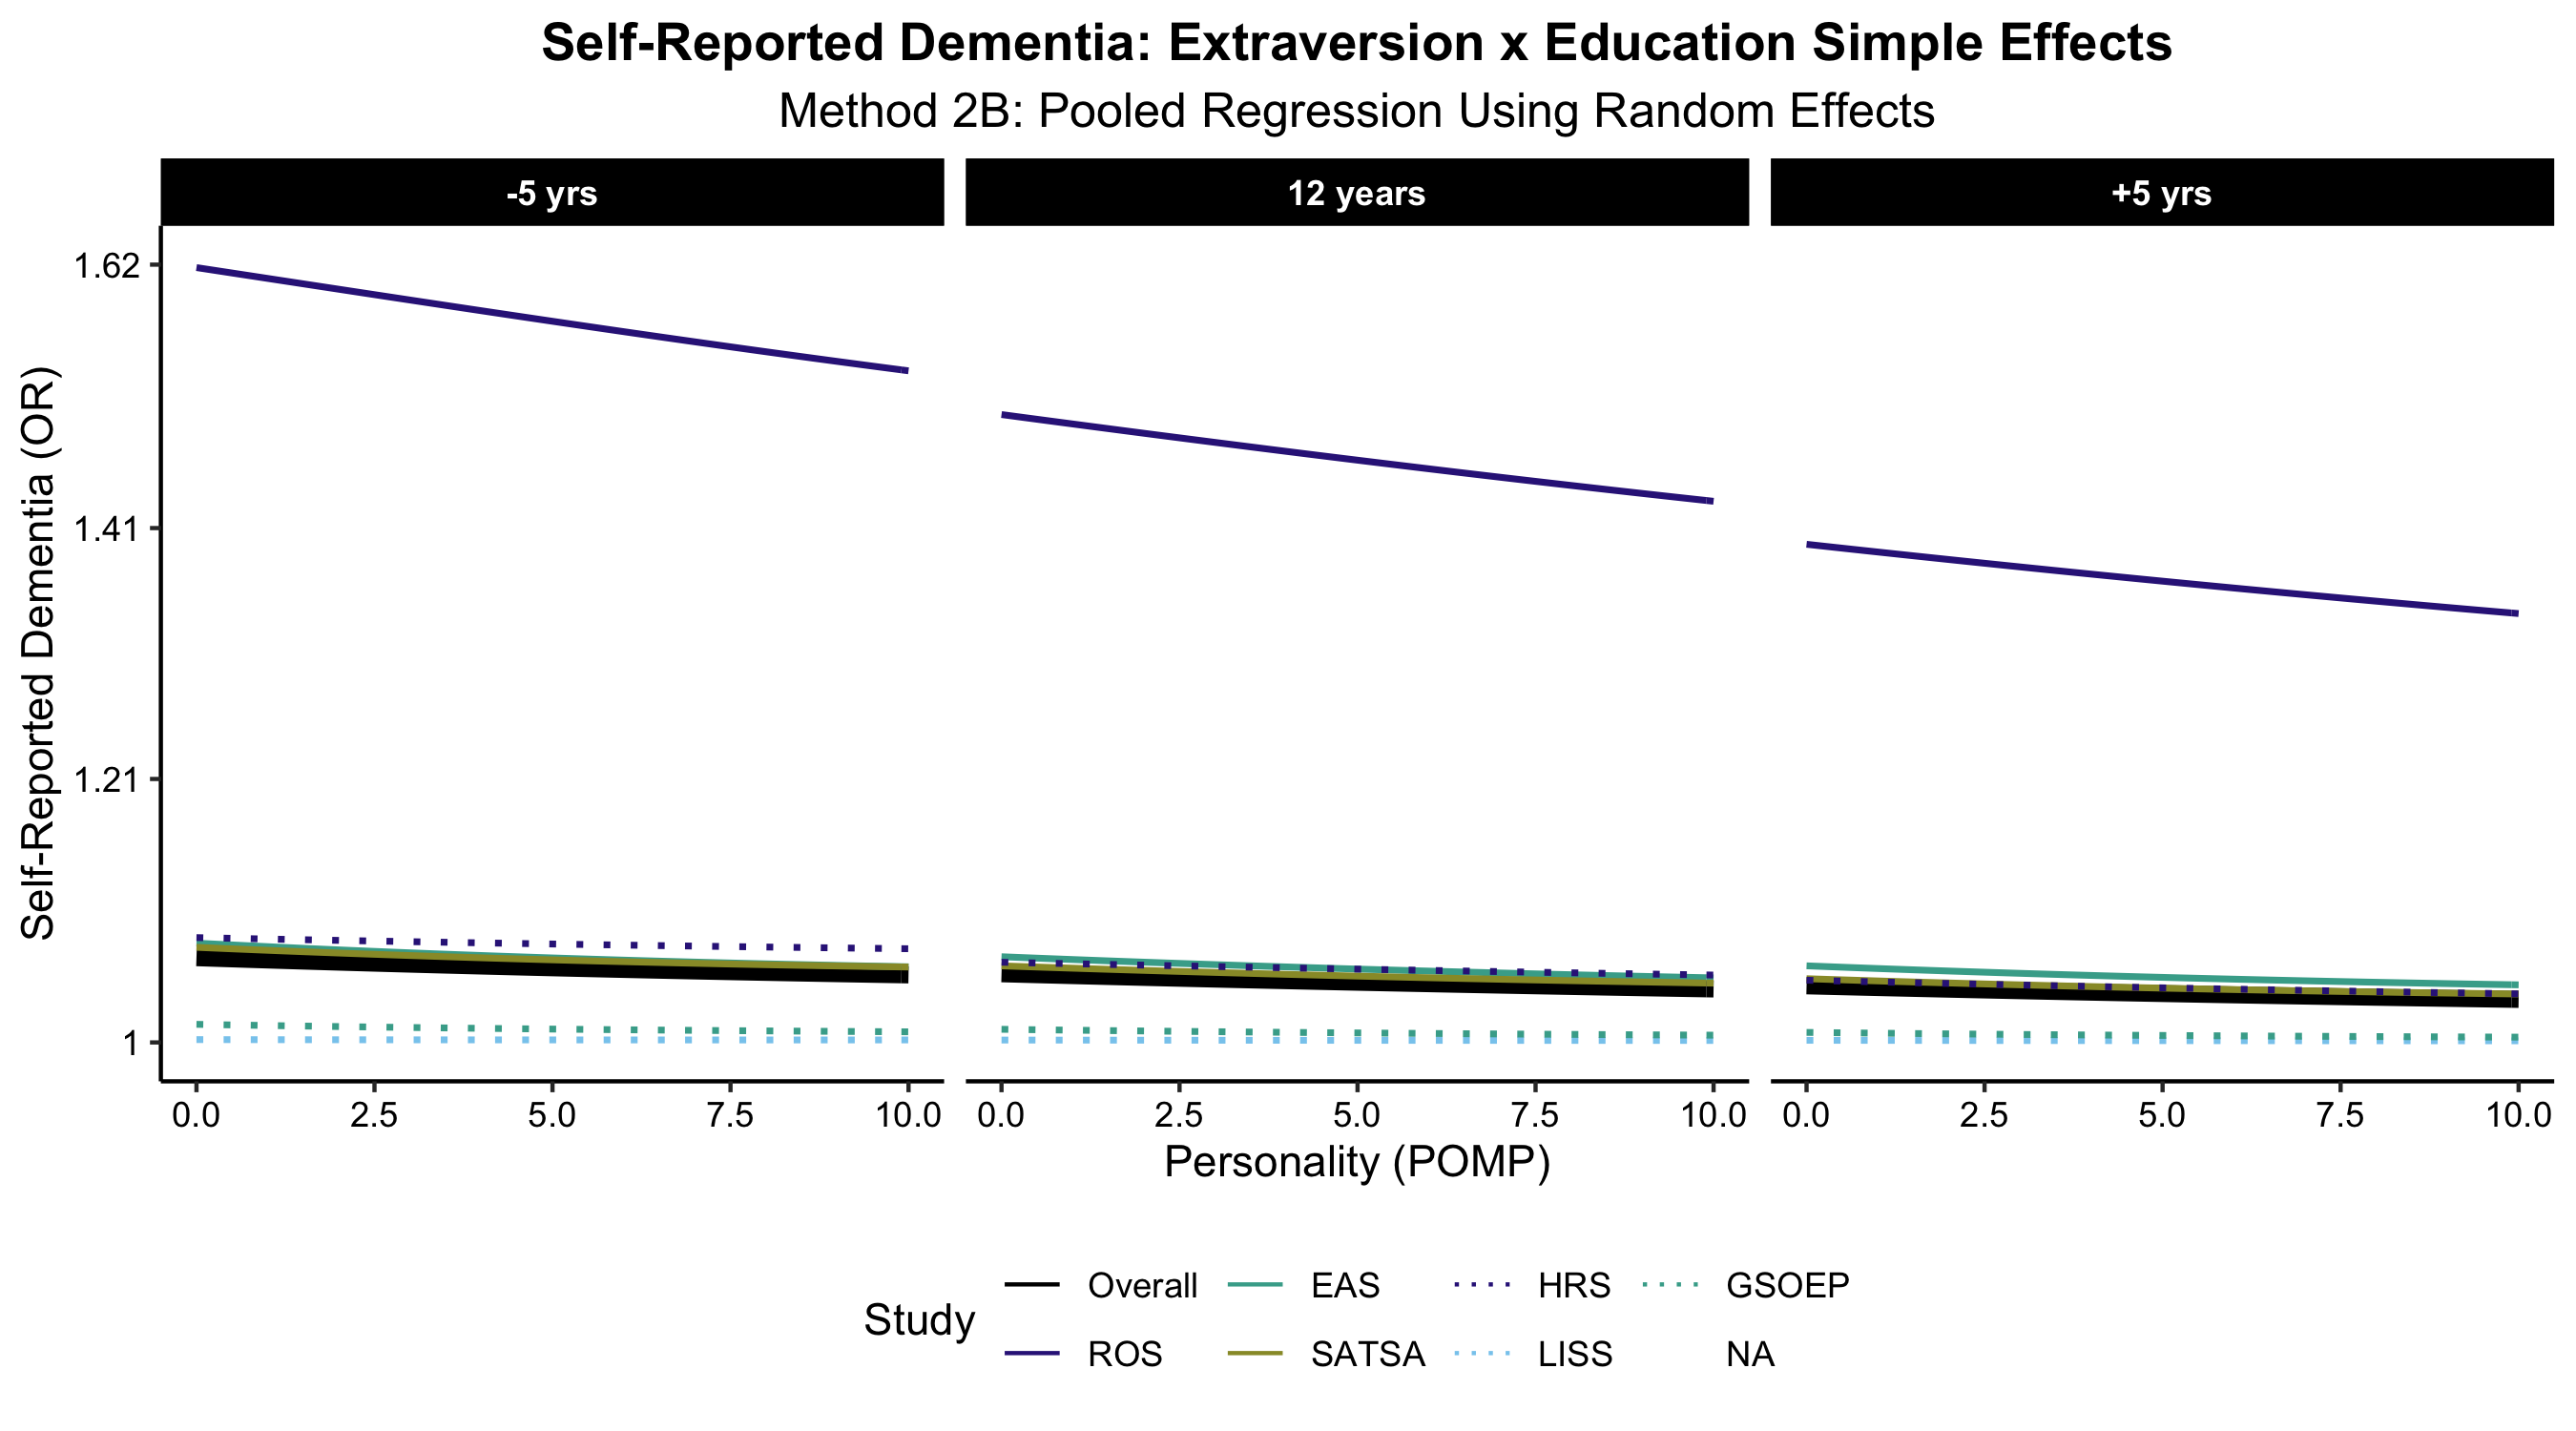 Self-Reported Dementia: Extraversion x Education Simple Effects
Method 2B: Pooled Regression Using Random Effects
-5 yrs 12 years +5 yrs
Self-Reported Dementia (OR)
1.62
1.41
1.21
1
0.0 2.5 5.0 7.5 10.0 0.0 2.5 5.0 7.5 10.0 0.0 2.5 5.0 7.5 10.0
Personality (POMP)
Study
Overall EAS HRS GSOEP
ROS SATSA LISS NA